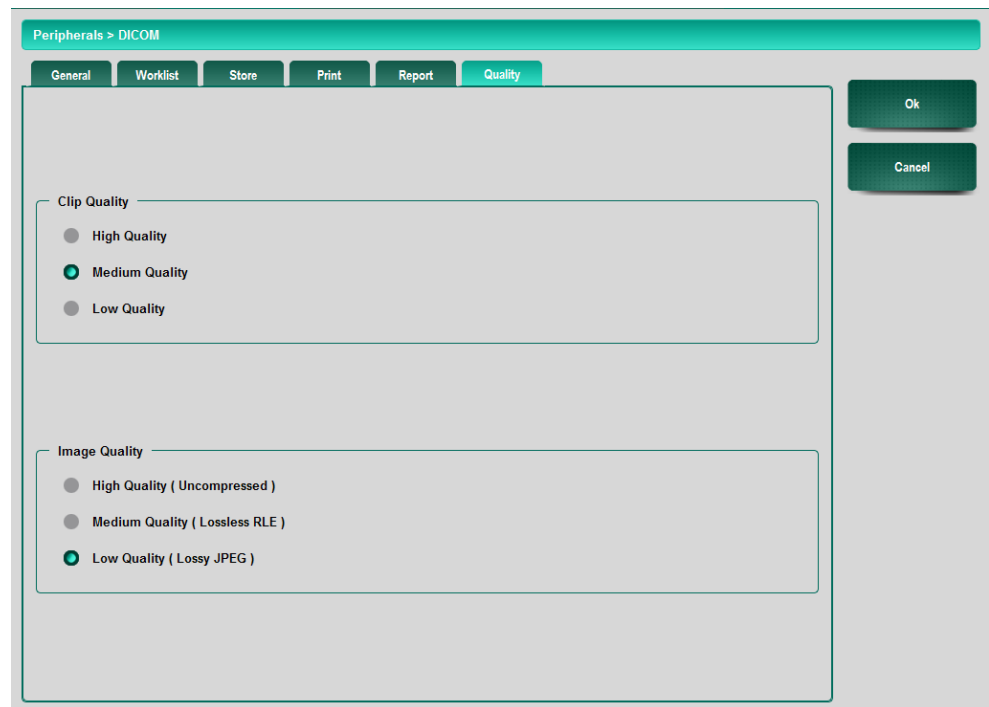 Peripherals > DICOM
General Worklist Store Print Report Quality
Ok
Cancel
Clip Quality
High Quality
Medium Quality
Low Quality
Image Quality
High Quality ( Uncompressed )
Medium Quality ( Lossless RLE )
Low Quality ( Lossy JPEG )